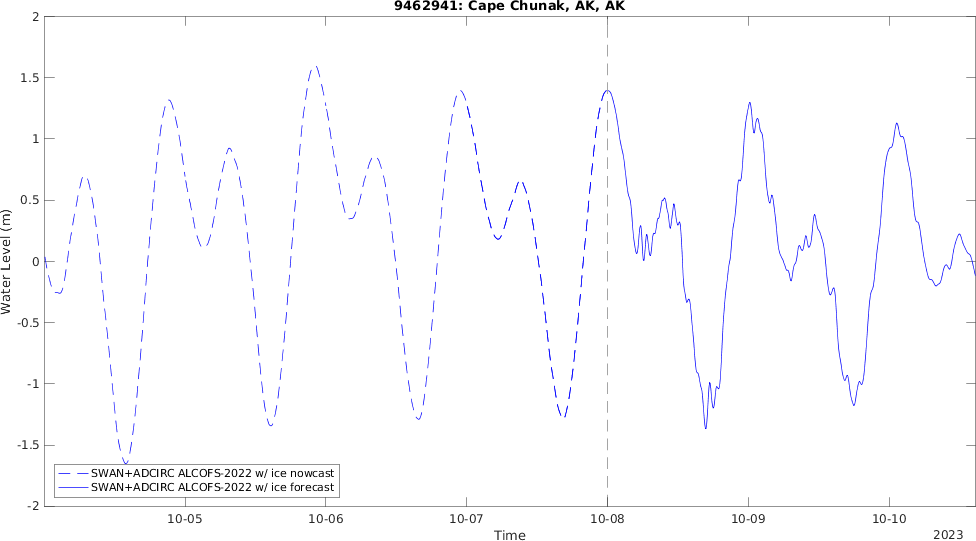 9462941: Cape Chunak, AK, AK
2
1.5
1
0.5
0
-0.5
-1
-1.5
-2
Water Level (m)
SWAN+ADCIRC ALCOFS-2022 w/ ice nowcast
SWAN+ADCIRC ALCOFS-2022 w/ ice forecast
10-05 10-06 10-07 10-08 10-09 10-10
Time
2023